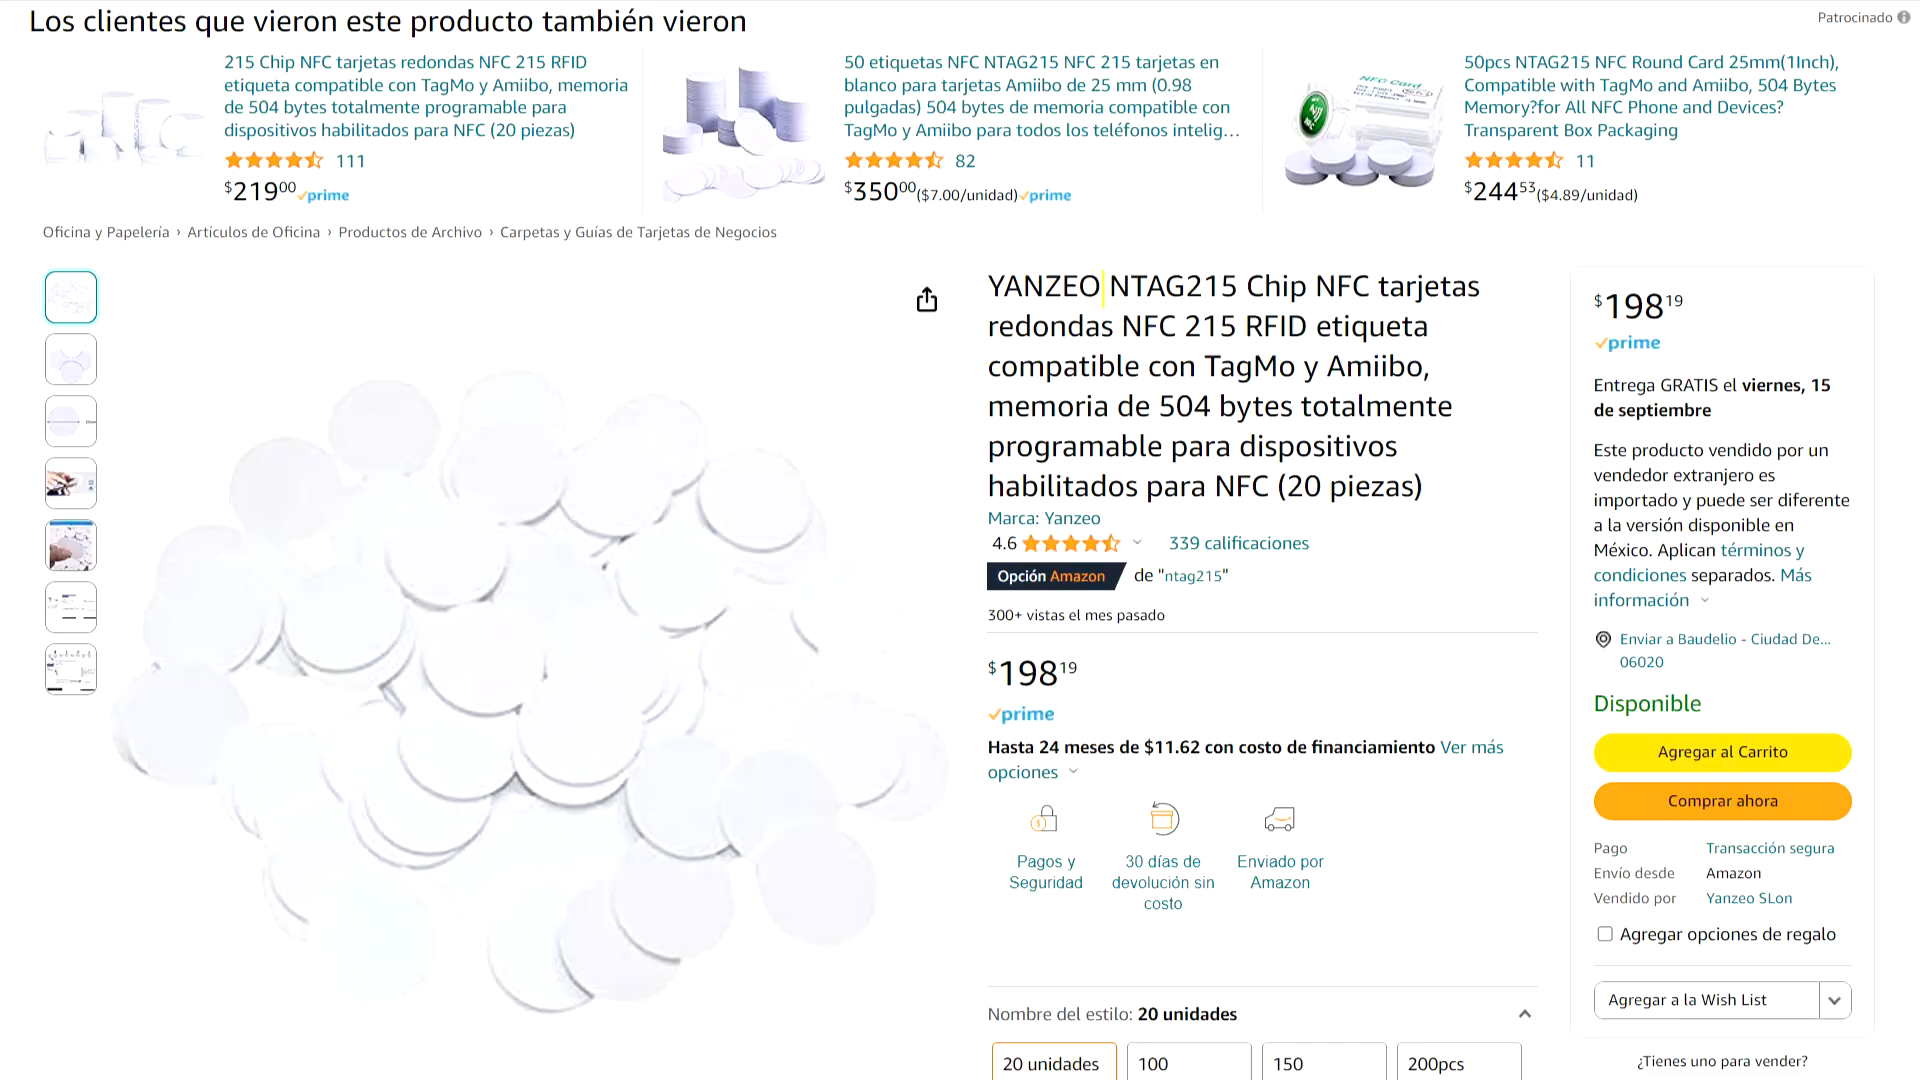 Los clientes que vieron este producto también vieron
Patrocinado
215 Chip NFC tarjetas redondas NFC 215 RFID
etiqueta compatible con TagMo y Amiibo, memoria
de 504 bytes totalmente programable para
dispositivos habilitados para NFC (20 piezas)
111
$219⁰⁰ prime
50 etiquetas NFC NTAG215 NFC 215 tarjetas en
blanco para tarjetas Amiibo de 25 mm (0.98
pulgadas) 504 bytes de memoria compatible con
TagMo y Amiibo para todos los teléfonos intelig...
82
$350⁰⁰($7.00/unidad) prime
NFC Card
50pcs NTAG215 NFC Round Card 25mm(1Inch),
Compatible with TagMo and Amiibo, 504 Bytes
Memory?for All NFC Phone and Devices?
Transparent Box Packaging
11
$244⁵³($4.89/unidad)
Oficina y Papelería › Artículos de Oficina › Productos de Archivo › Carpetas y Guías de Tarjetas de Negocios
YANZEO NTAG215 Chip NFC tarjetas
redondas NFC 215 RFID etiqueta
compatible con TagMo y Amiibo,
memoria de 504 bytes totalmente
programable para dispositivos
habilitados para NFC (20 piezas)
Marca: Yanzeo
4.6 339 calificaciones
Opción Amazon de "ntag215"
300+ vistas el mes pasado
$198¹⁹
prime
Hasta 24 meses de $11.62 con costo de financiamiento Ver más
opciones
Pagos y
Seguridad
30 días de
devolución sin
costo
Enviado por
Amazon
Nombre del estilo: 20 unidades
20 unidades 100 150 200pcs
$198¹⁹
prime
Entrega GRATIS el viernes, 15
de septiembre
Este producto vendido por un
vendedor extranjero es
importado y puede ser diferente
a la versión disponible en
México. Aplican términos y
condiciones separados. Más
información
Enviar a Baudelio - Ciudad De...
06020
Disponible
Agregar al Carrito
Comprar ahora
Pago Transacción segura
Envío desde Amazon
Vendido por Yanzeo SLon
Agregar opciones de regalo
Agregar a la Wish List
¿Tienes uno para vender?